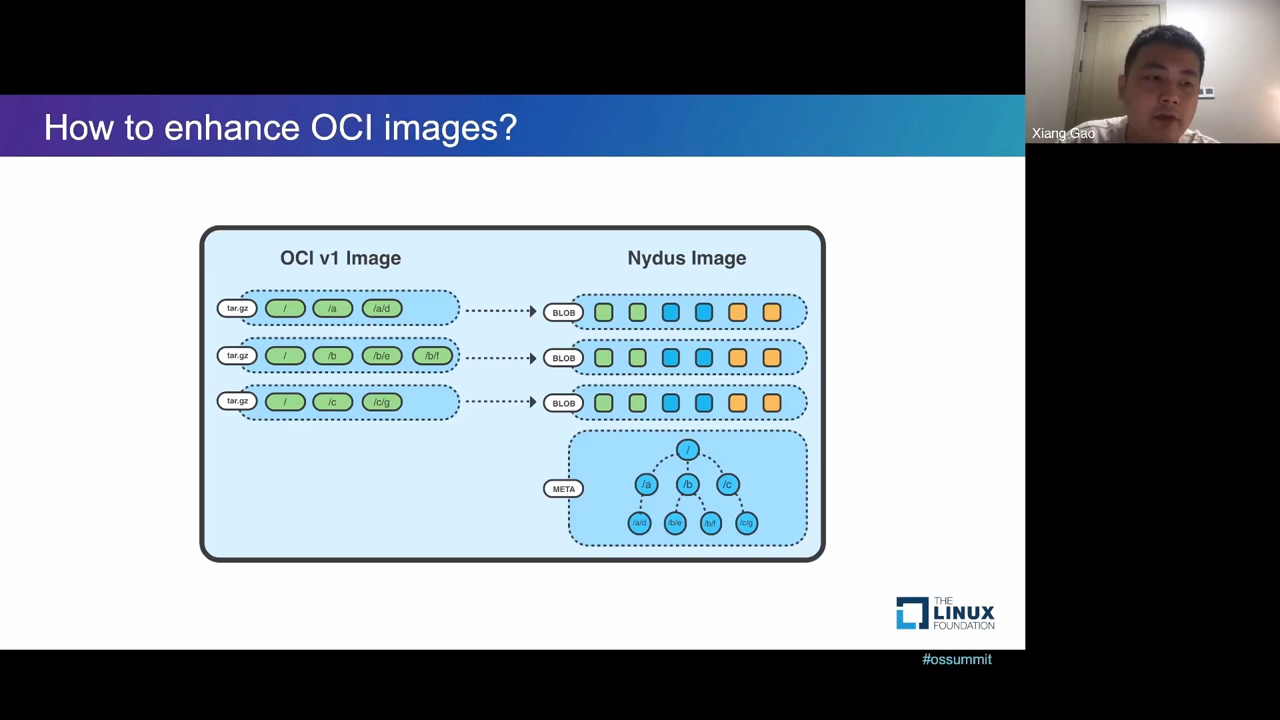 How to enhance OCI images?
Xiang Gao
OCI v1 Image
Nydus Image
tar.gz / /a /a/d
BLOB
tar.gz / /b /b/e /b/f
BLOB
tar.gz / /c /c/g
BLOB
META
/
/a /b /c
/a/d /b/e /b/f /c/g
THE
LINUX
FOUNDATION
#ossummit